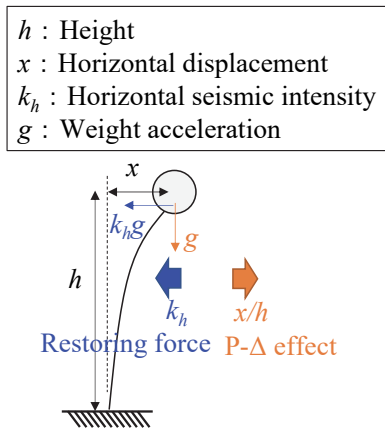 h : Height
x : Horizontal displacement
k_h : Horizontal seismic intensity
g : Weight acceleration
x
k_hg
g
h
k_h x/h
Restoring force P-Δ effect